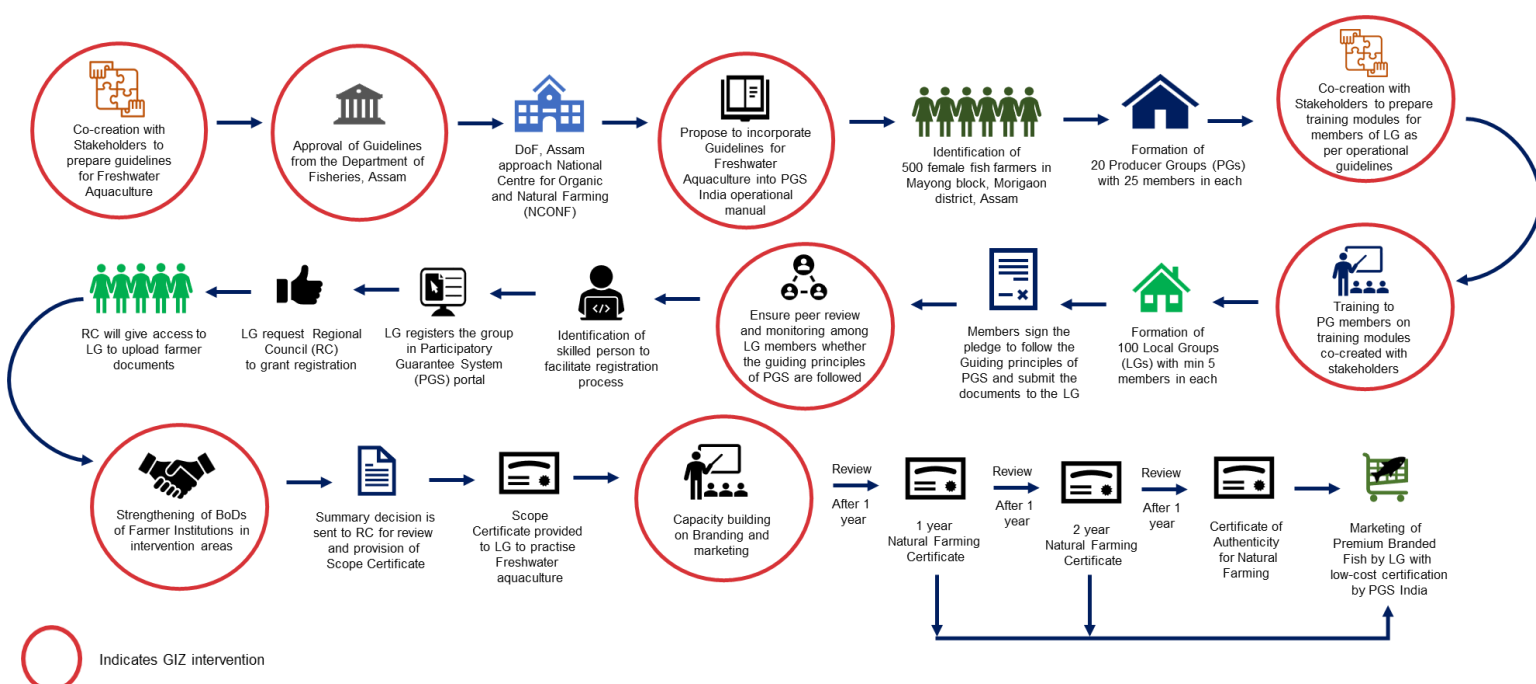 Co-creation with
Stakeholders to
prepare guidelines
for Freshwater
Aquaculture
Approval of Guidelines
from the Department of
Fisheries, Assam
DoF, Assam
approach National
Centre for Organic
and Natural Farming
(NCONF)
Propose to incorporate
Guidelines for
Freshwater
Aquaculture into PGS
India operational
manual
Identification of
500 female fish farmers in
Mayong block, Morigaon
district, Assam
Formation of
20 Producer Groups (PGs)
with 25 members in each
Co-creation with
Stakeholders to prepare
training modules for
members of LG as
per operational
guidelines
Training to
PG members on
training modules
co-created with
stakeholders
Formation of
100 Local Groups
(LGs) with min 5
members in each
Members sign the
pledge to follow the
Guiding principles of
PGS and submit the
documents to the LG
Ensure peer review
and monitoring among
LG members whether
the guiding principles
of PGS are followed
Identification of
skilled person to
facilitate registration
process
LG registers the group
in Participatory
Guarantee System
(PGS) portal
LG request Regional
Council (RC)
to grant registration
RC will give access to
LG to upload farmer
documents
Strengthening of BoDs
of Farmer Institutions in
intervention areas
Summary decision is
sent to RC for review
and provision of
Scope Certificate
Scope
Certificate provided
to LG to practise
Freshwater
aquaculture
Capacity building
on Branding and
marketing
Review
After 1
year
1 year
Natural Farming
Certificate
Review
After 1
year
2 year
Natural Farming
Certificate
Review
After 1
year
Certificate of
Authenticity
for Natural
Farming
Marketing of
Premium Branded
Fish by LG with
low-cost certification
by PGS India
Indicates GIZ intervention